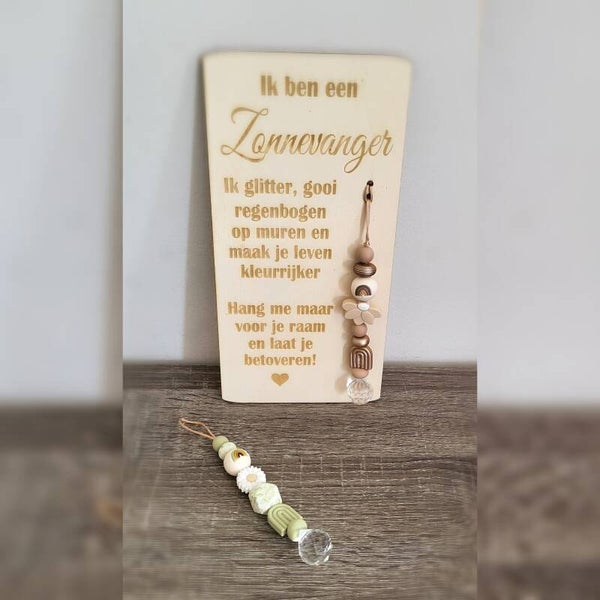 Ik ben een
Zonnevanger
Ik glitter, gooi
regenbogen
op muren en
maak je leven
kleurrijker
Hang me maar
voor je raam
en laat je
betoveren!